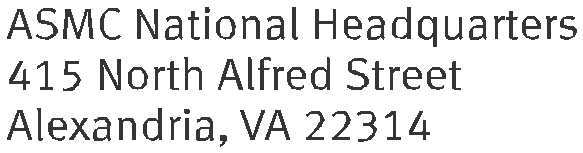 ASMC National Headquarters
415 North Alfred Street
Alexandria, VA 22314